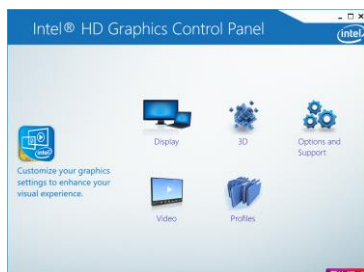 Intel® HD Graphics Control Panel
intel
Display
3D
Options and
Support
intel
Customize your graphics
settings to enhance your
visual experience.
Video
Profiles